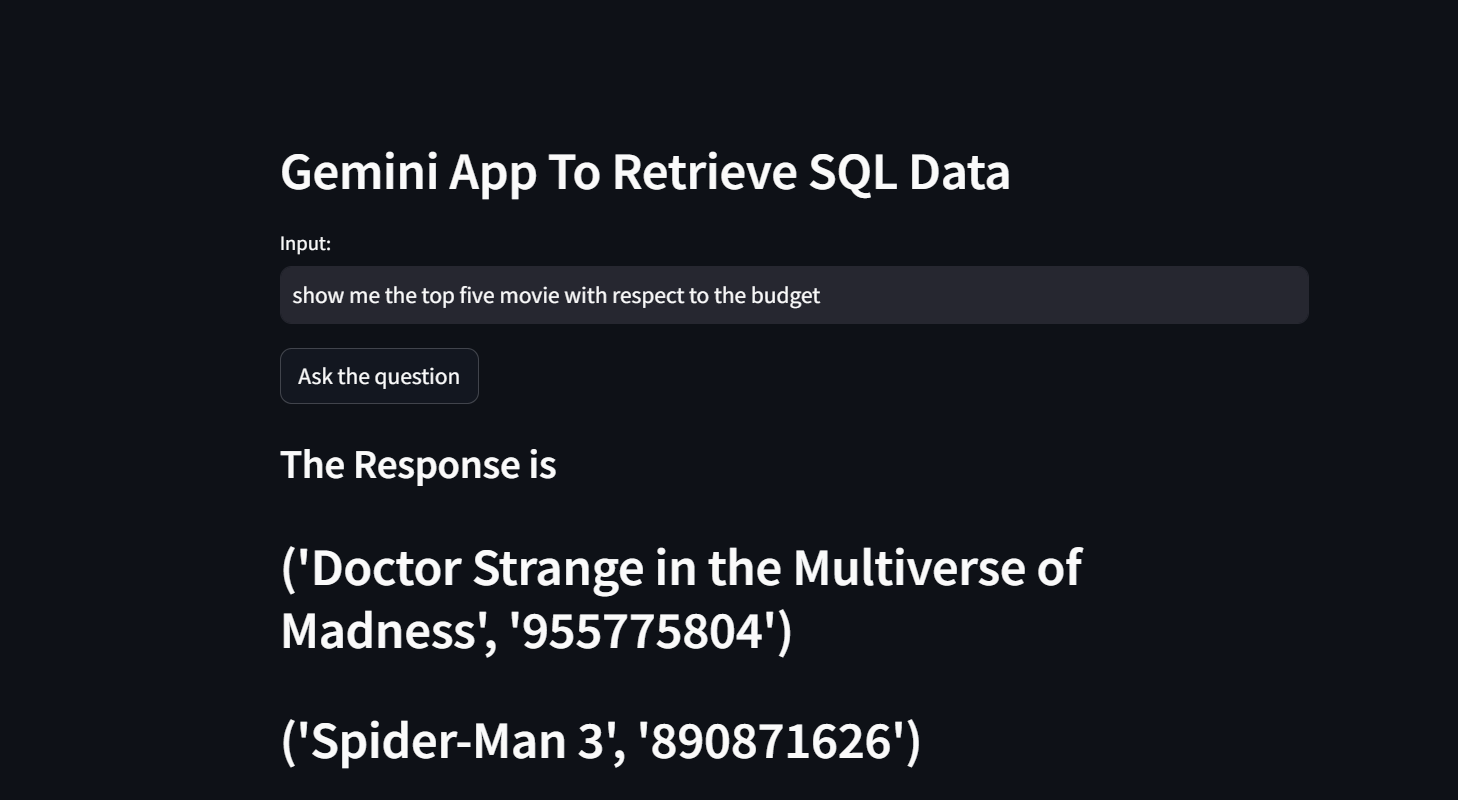 Gemini App To Retrieve SQL Data
Input:
show me the top five movie with respect to the budget
Ask the question
The Response is
('Doctor Strange in the Multiverse of
Madness', '955775804')
('Spider-Man 3', '890871626')